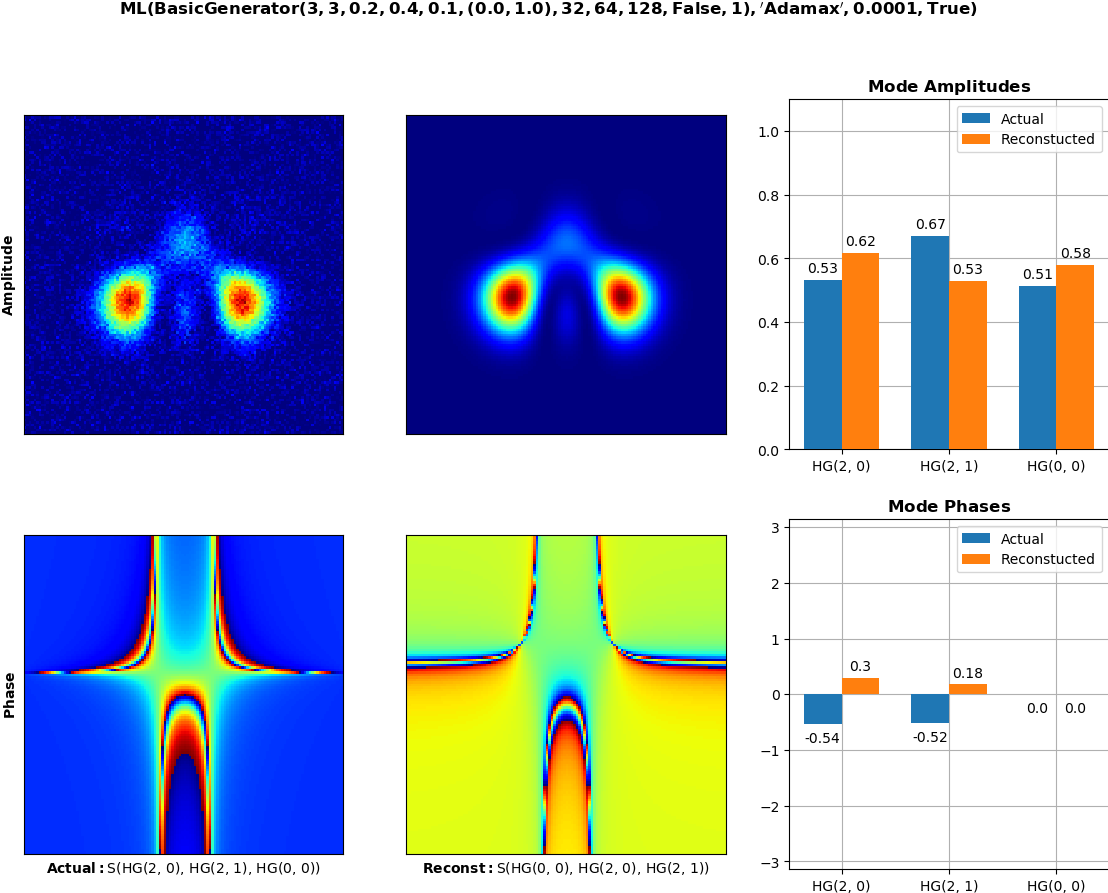 ML(BasicGenerator(3, 3, 0.2, 0.4, 0.1, (0.0, 1.0), 32, 64, 128, False, 1), ′Adamax′, 0.0001, True)
Amplitude
Mode Amplitudes
Actual
Reconstucted
1.0
0.8
0.6
0.4
0.2
0.0
0.53
0.62
0.67
0.53
0.51
0.58
HG(2, 0)
HG(2, 1)
HG(0, 0)
Phase
Actual: S(HG(2, 0), HG(2, 1), HG(0, 0))
Reconst: S(HG(0, 0), HG(2, 0), HG(2, 1))
Mode Phases
Actual
Reconstucted
3
2
1
0
−1
−2
−3
-0.54
0.3
-0.52
0.18
0.0
0.0
HG(2, 0)
HG(2, 1)
HG(0, 0)